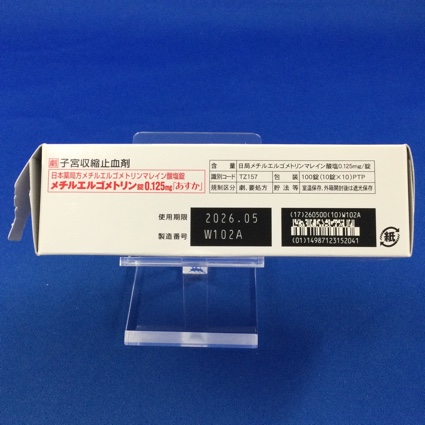 劇 子宮収縮止血剤
日本薬局方メチルエルゴメトリンマレイン酸塩錠
メチルエルゴメトリン錠0.125mg「あすか」
含量 日局メチルエルゴメトリンマレイン酸塩0.125mg/錠
識別コード TZ157 包装 100錠(10錠×10)PTP
規制区分 劇、要処方 貯法等 室温保存、外箱開封後は遮光保存
使用期限 2026.05
製造番号 W102A
(17)260500(10)W102A
(01)14987123152041
紙